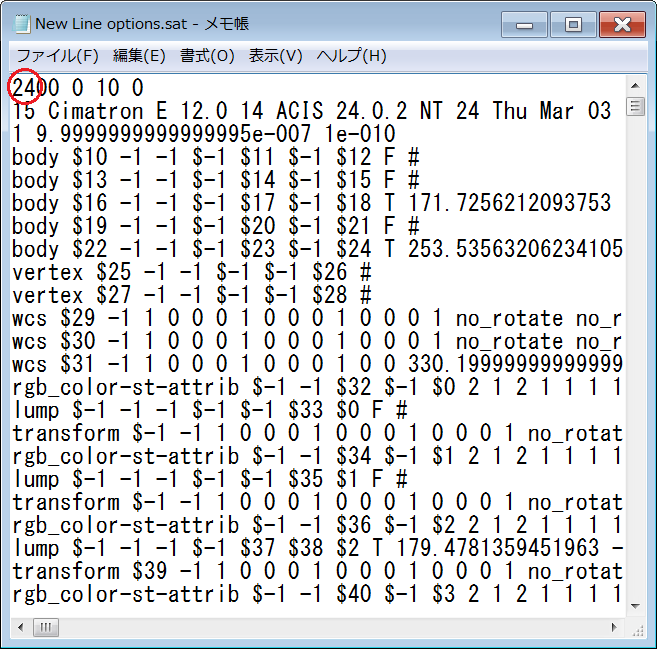 New Line options.sat - メモ帳
ファイル(F) 編集(E) 書式(O) 表示(V) ヘルプ(H)
2400 0 10 0
15 Cimatron E 12.0 14 ACIS 24.0.2 NT 24 Thu Mar 03
1 9.9999999999999995e-007 1e-010
body $10 -1 -1 $-1 $11 $-1 $12 F #
body $13 -1 -1 $-1 $14 $-1 $15 F #
body $16 -1 -1 $-1 $17 $-1 $18 T 171.7256212093753
body $19 -1 -1 $-1 $20 $-1 $21 F #
body $22 -1 -1 $-1 $23 $-1 $24 T 253.53563206234105
vertex $25 -1 -1 $-1 $-1 $26 #
vertex $27 -1 -1 $-1 $-1 $28 #
wcs $29 -1 1 0 0 0 1 0 0 0 1 0 0 0 1 no_rotate no_r
wcs $30 -1 1 0 0 0 1 0 0 0 1 0 0 0 1 no_rotate no_r
wcs $31 -1 1 0 0 0 1 0 0 0 1 0 0 330.19999999999999
rgb_color-st-attrib $-1 -1 $32 $-1 $0 2 1 2 1 1 1 1
lump $-1 -1 -1 $-1 $-1 $33 $0 F #
transform $-1 -1 1 0 0 0 1 0 0 0 1 0 0 0 1 no_rotat
rgb_color-st-attrib $-1 -1 $34 $-1 $1 2 1 2 1 1 1 1
lump $-1 -1 -1 $-1 $-1 $35 $1 F #
transform $-1 -1 1 0 0 0 1 0 0 0 1 0 0 0 1 no_rotat
rgb_color-st-attrib $-1 -1 $36 $-1 $2 2 1 2 1 1 1 1
lump $-1 -1 -1 $-1 $37 $38 $2 T 179.4781359451963 -
transform $39 -1 1 0 0 0 1 0 0 0 1 0 0 0 1 no_rotat
rgb_color-st-attrib $-1 -1 $40 $-1 $3 2 1 2 1 1 1 1